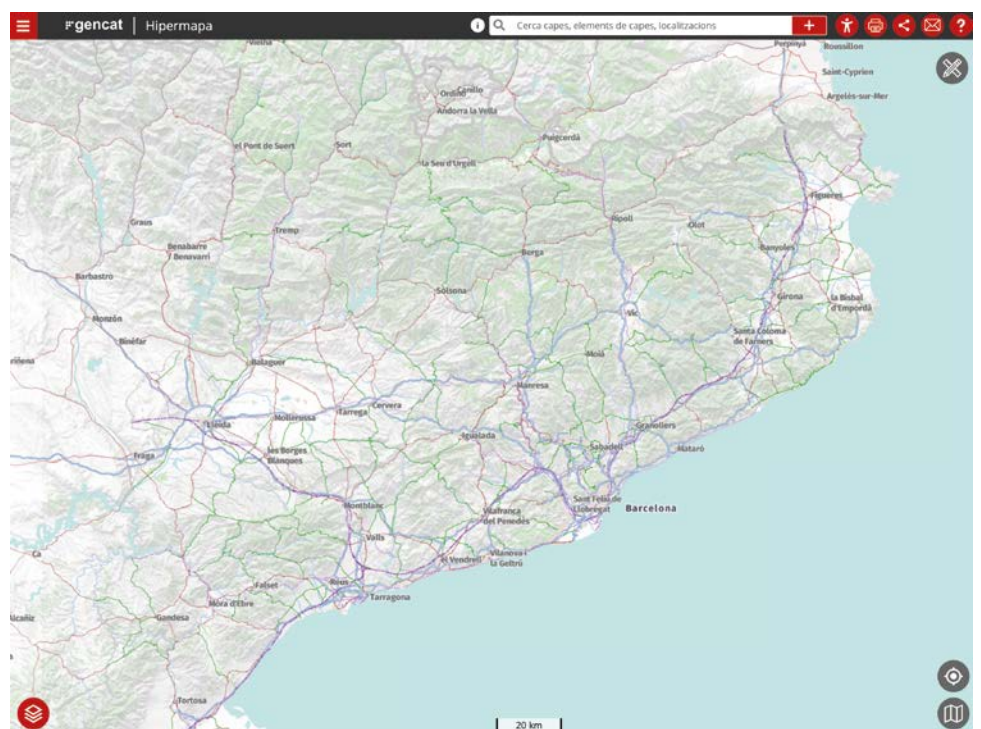 gencat
Hipermapa
i
Cerca capes, elements de capes, localitzacions
+
?
Vielha
Perpinyà
Roussillon
Saint-Cyprien
Argelès-sur-Mer
Ordino
Canillo
Andorra la Vella
el Pont de Suert
Sort
Puigcerdà
la Seu d'Urgell
Figueres
Graus
Tremp
Ripoll
Olot
Benabarre
/ Benavarri
Berga
Banyoles
Barbastro
Solsona
Girona
la Bisbal
d'Empordà
Monzón
Vic
Binéfar
Santa Coloma
de Farners
Moià
Balaguer
Manresa
Cervera
Mollerussa
Tàrrega
Lleida
Granollers
Igualada
Sabadell
Mataró
Fraga
les Borges
Blanques
Sant Feliu de
Llobregat
Barcelona
Montblanc
Vilafranca
del Penedès
Valls
el Vendrell
Vilanova i
la Geltrú
Falset
Reus
Tarragona
Móra d'Ebre
Gandesa
Tortosa
20 km